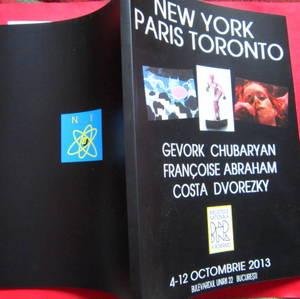 NEW YORK
PARIS TORONTO
GEVORK CHUBARYAN
FRANÇOISE ABRAHAM
COSTA DVOREZKY
4-12 OCTOMBRIE 2013
BULEVARDUL UNIRII 22 BUCUREȘTI
N I